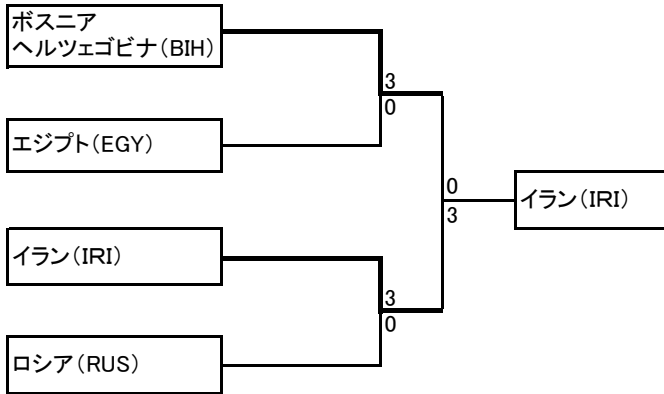 ボスニア
ヘルツェゴビナ(BIH)
3
0
エジプト(EGY)
0
3
イラン(IRI)
イラン(IRI)
3
0
ロシア(RUS)